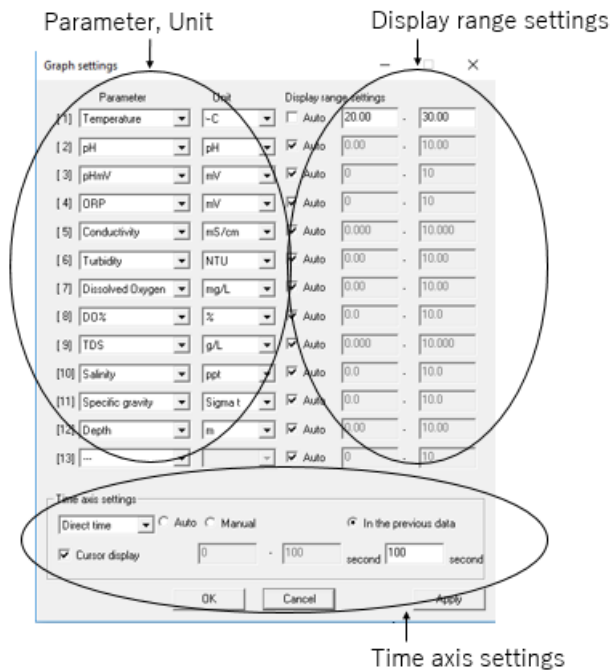 Parameter, Unit Display range settings
Graph settings
Parameter Unit Display range settings
[ 1] Temperature ~C Auto 20.00 - 30.00
[ 2] pH pH Auto 0.00 - 10.00
[ 3] pHmV mV Auto 0 - 10
[ 4] ORP mV Auto 0 - 10
[ 5] Conductivity mS/cm Auto 0.000 - 10.000
[ 6] Turbidity NTU Auto 0.00 - 10.00
[ 7] Dissolved Oxygen mg/L Auto 0.00 - 10.00
[ 8] DO% % Auto 0.0 - 10.0
[ 9] TDS g/L Auto 0.000 - 10.000
[10] Salinity ppt Auto 0.0 - 10.0
[11] Specific gravity Sigma t Auto 0.0 - 10.0
[12] Depth m Auto 0.00 - 10.00
[13] --- Auto 0 - 10
Time axis settings
Direct time Auto Manual In the previous data
Cursor display 0 - 100 second 100 second
OK Cancel Apply
Time axis settings